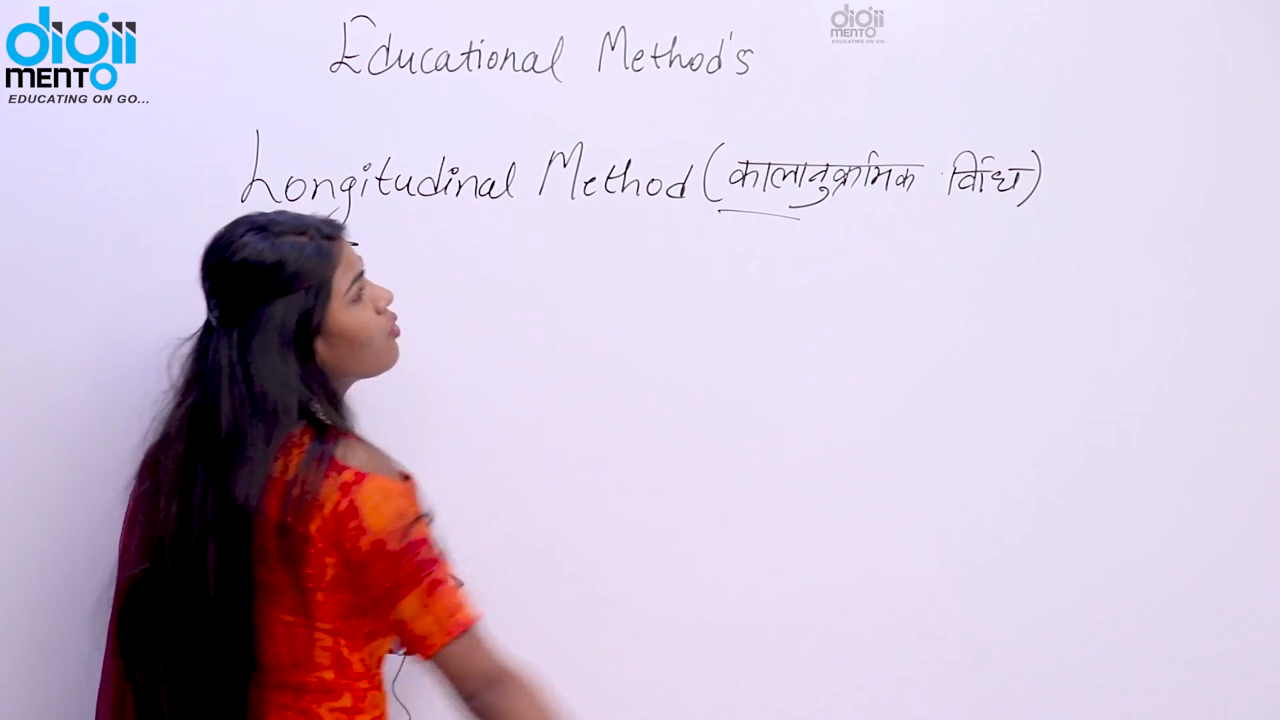 digii
MENTO
EDUCATING ON GO...
digii
MENTO
EDUCATING ON GO...
Educational Method's
Longitudinal Method (कालानुक्रमिक विधि)